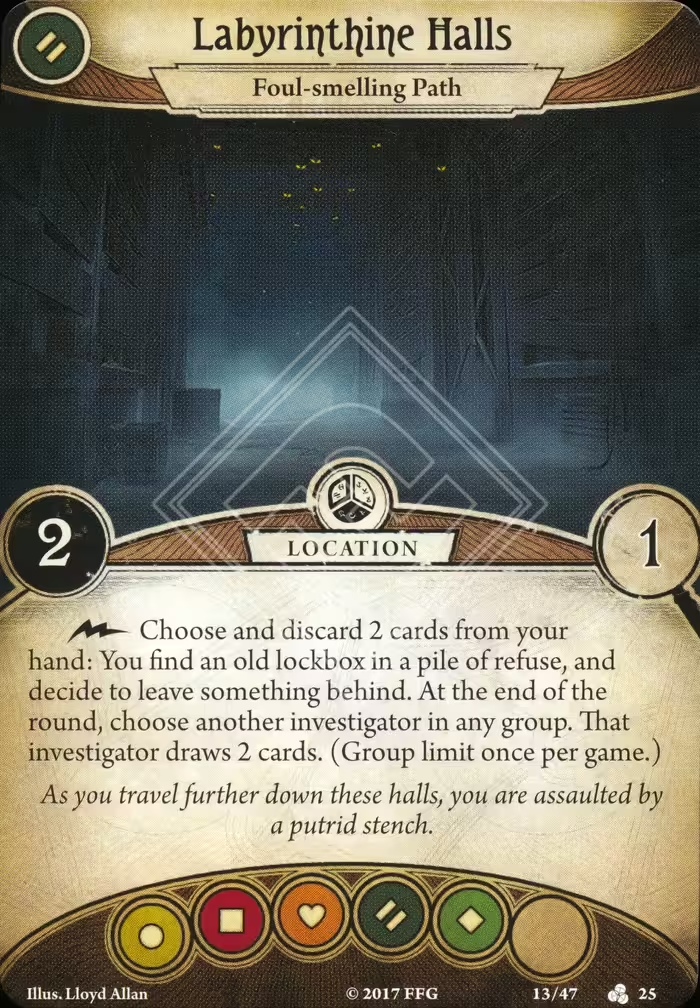 Labyrinthine Halls
Foul-smelling Path
2
LOCATION
1
Choose and discard 2 cards from your
hand: You find an old lockbox in a pile of refuse, and
decide to leave something behind. At the end of the
round, choose another investigator in any group. That
investigator draws 2 cards. (Group limit once per game.)
As you travel further down these halls, you are assaulted by
a putrid stench.
Illus. Lloyd Allan © 2017 FFG 13/47 25